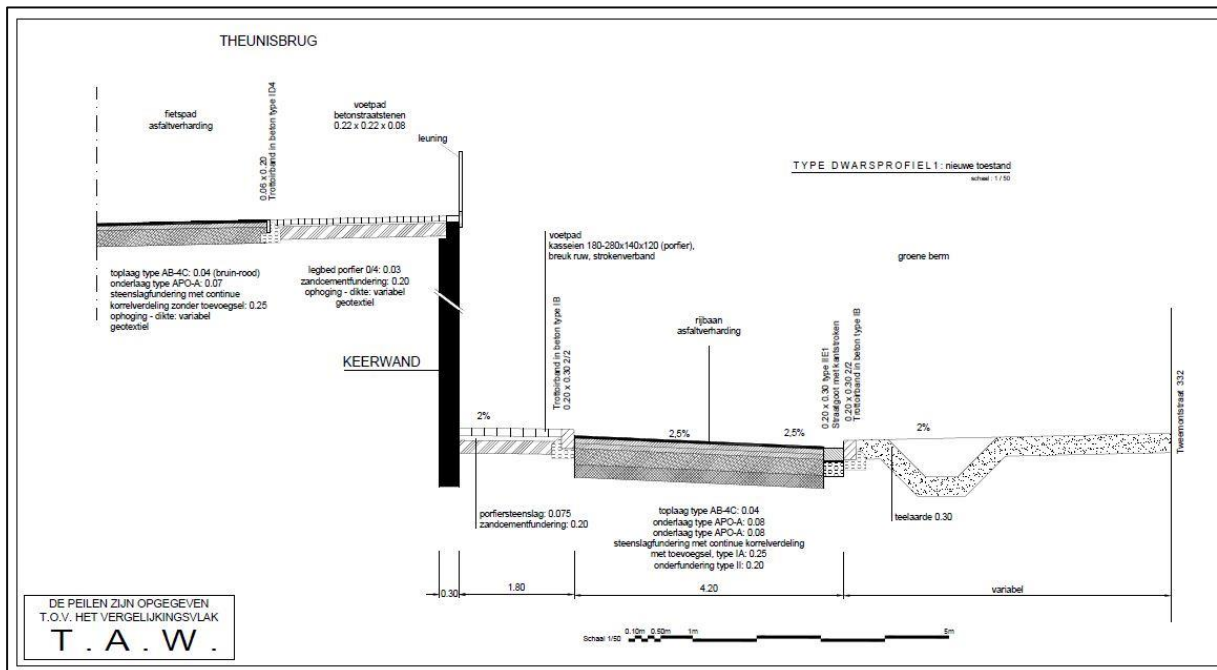 THEUNISBRUG
fietspad
asfaltverharding
0.06 x 0.20
Trottoirband in beton type ID4
voetpad
betonstraatstenen
0.22 x 0.22 x 0.08
leuning
TYPE DWARSPROFIEL 1 : nieuwe toestand
schaal : 1 / 50
toplaag type AB-4C: 0.04 (bruin-rood)
onderlaag type APO-A: 0.07
steenslagfundering met continue
korrelverdeling zonder toevoegsel: 0.25
ophoging - dikte: variabel
geotextiel
legbed porfier 0/4: 0.03
zandcementfundering: 0.20
ophoging - dikte: variabel
geotextiel
voetpad
kasseien 180-280x140x120 (porfier),
breuk ruw, strokenverband
groene berm
KEERWAND
Trottoirband in beton type IB
0.20 x 0.30 2/2
rijbaan
asfaltverharding
0.20 x 0.30 type IIE1
Straatgoot met kantstroken
0.20 x 0.30 2/2
Trottoirband in beton type IB
Tweemontstraat 332
2%
2,5%
2,5%
2%
porfiersteenslag: 0.075
zandcementfundering: 0.20
toplaag type AB-4C: 0.04
onderlaag type APO-A: 0.08
onderlaag type APO-A: 0.08
steenslagfundering met continue korrelverdeling
met toevoegsel, type IA: 0.25
onderfundering type II: 0.20
teelaarde 0.30
0.30
1.80
4.20
variabel
DE PEILEN ZIJN OPGEGEVEN
T.O.V. HET VERGELIJKINGSVLAK
T . A . W .
Schaal 1/50
0.10m 0.50m 1m 5m